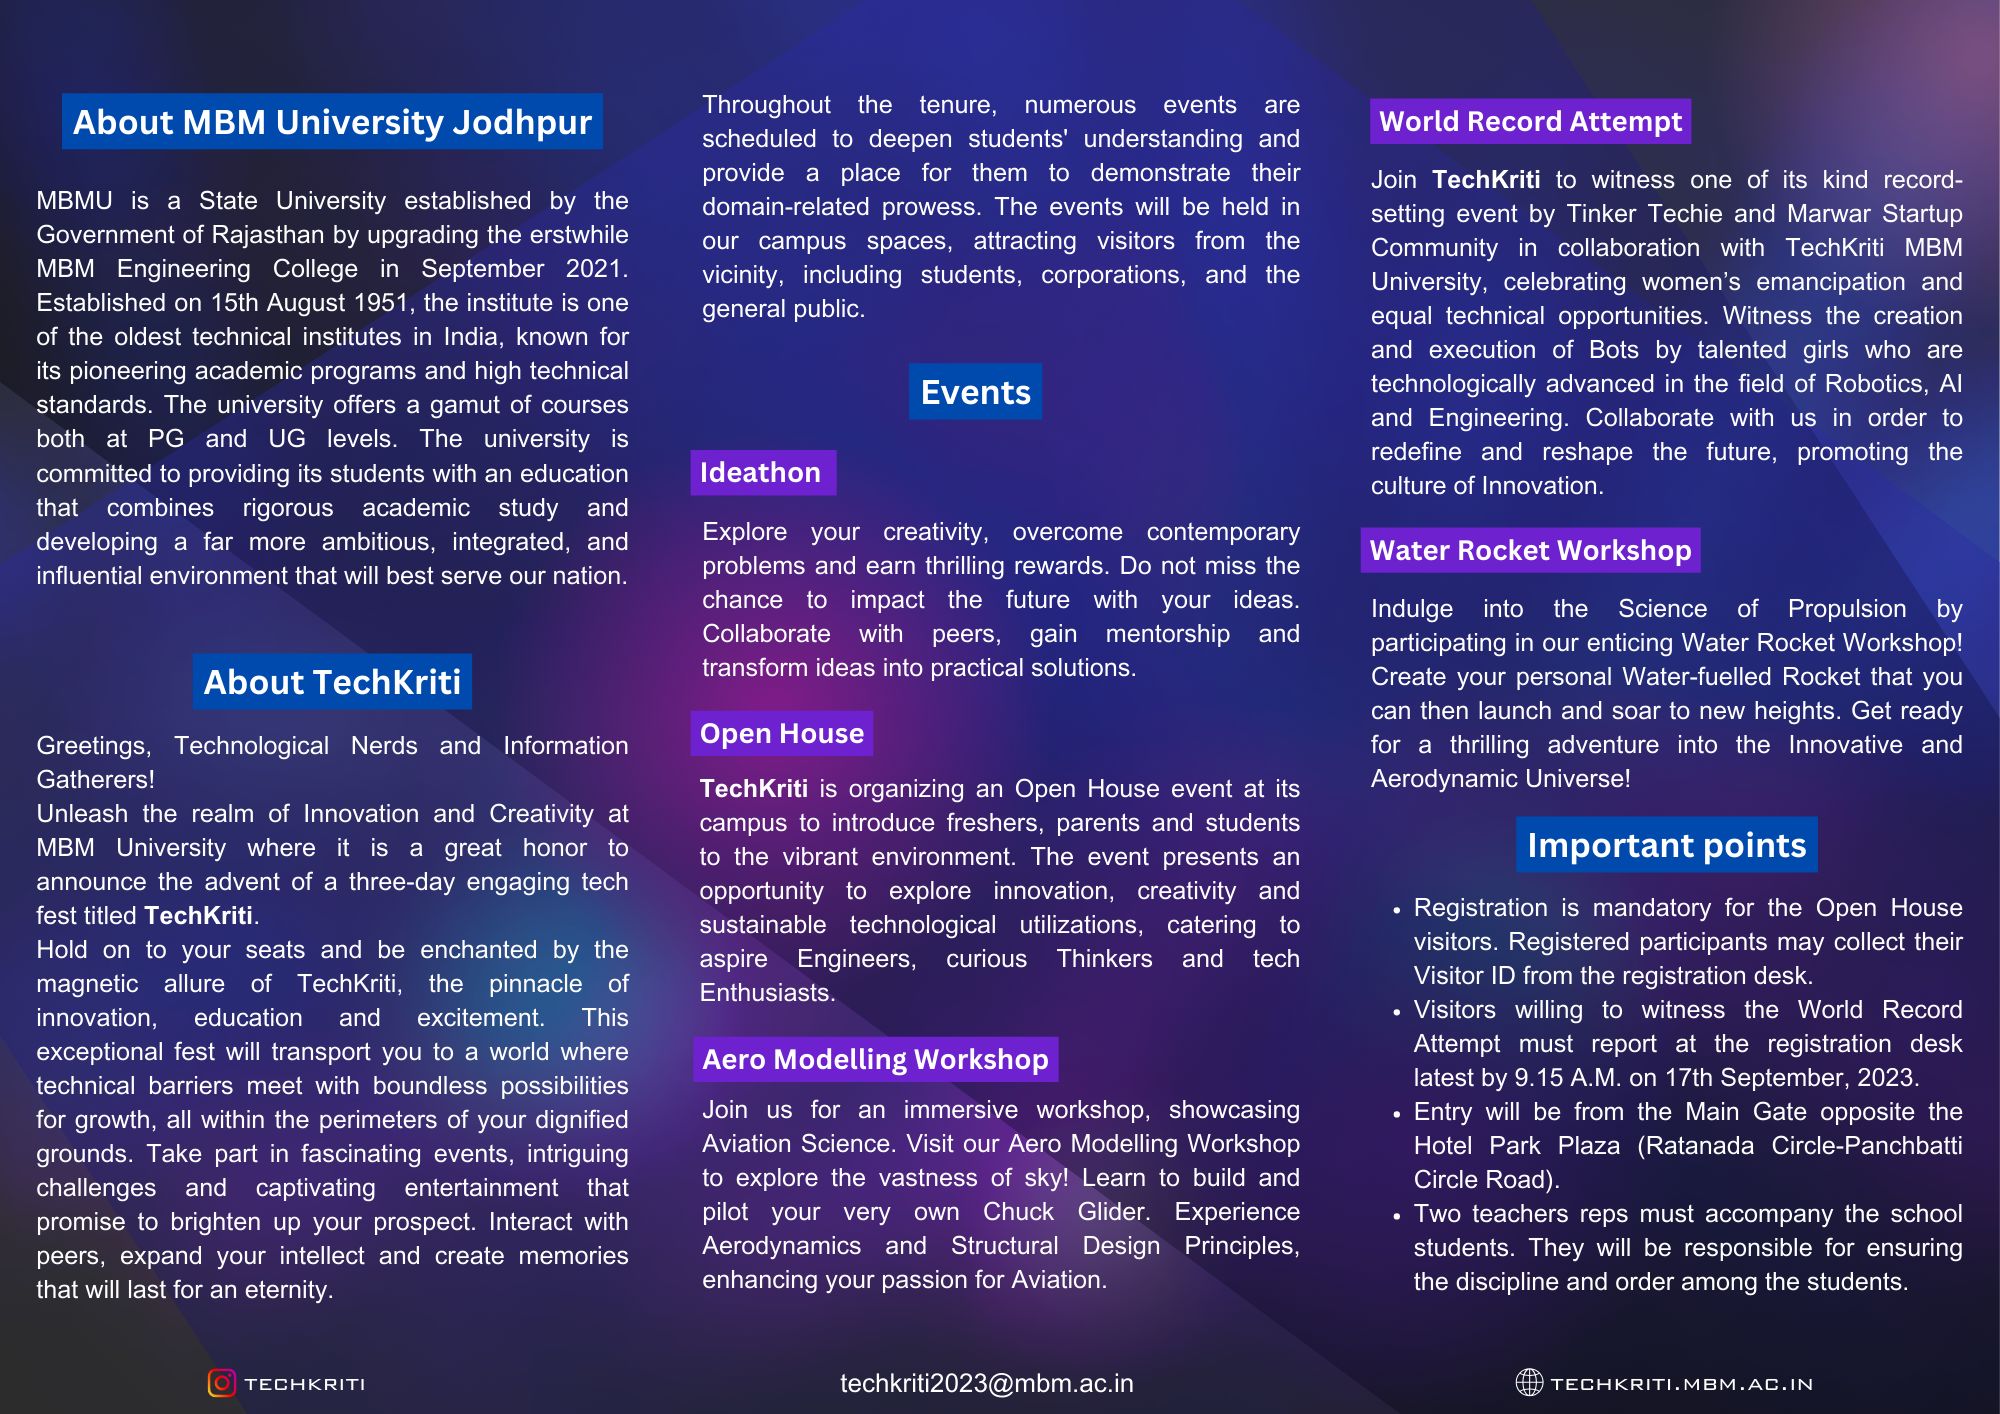 About MBM University Jodhpur
MBMU is a State University established by the
Government of Rajasthan by upgrading the erstwhile
MBM Engineering College in September 2021.
Established on 15th August 1951, the institute is one
of the oldest technical institutes in India, known for
its pioneering academic programs and high technical
standards. The university offers a gamut of courses
both at PG and UG levels. The university is
committed to providing its students with an education
that combines rigorous academic study and
developing a far more ambitious, integrated, and
influential environment that will best serve our nation.
About TechKriti
Greetings, Technological Nerds and Information
Gatherers!
Unleash the realm of Innovation and Creativity at
MBM University where it is a great honor to
announce the advent of a three-day engaging tech
fest titled TechKriti.
Hold on to your seats and be enchanted by the
magnetic allure of TechKriti, the pinnacle of
innovation, education and excitement. This
exceptional fest will transport you to a world where
technical barriers meet with boundless possibilities
for growth, all within the perimeters of your dignified
grounds. Take part in fascinating events, intriguing
challenges and captivating entertainment that
promise to brighten up your prospect. Interact with
peers, expand your intellect and create memories
that will last for an eternity.
Throughout the tenure, numerous events are
scheduled to deepen students' understanding and
provide a place for them to demonstrate their
domain-related prowess. The events will be held in
our campus spaces, attracting visitors from the
vicinity, including students, corporations, and the
general public.
Events
Ideathon
Explore your creativity, overcome contemporary
problems and earn thrilling rewards. Do not miss the
chance to impact the future with your ideas.
Collaborate with peers, gain mentorship and
transform ideas into practical solutions.
Open House
TechKriti is organizing an Open House event at its
campus to introduce freshers, parents and students
to the vibrant environment. The event presents an
opportunity to explore innovation, creativity and
sustainable technological utilizations, catering to
aspire Engineers, curious Thinkers and tech
Enthusiasts.
Aero Modelling Workshop
Join us for an immersive workshop, showcasing
Aviation Science. Visit our Aero Modelling Workshop
to explore the vastness of sky! Learn to build and
pilot your very own Chuck Glider. Experience
Aerodynamics and Structural Design Principles,
enhancing your passion for Aviation.
World Record Attempt
Join TechKriti to witness one of its kind record-
setting event by Tinker Techie and Marwar Startup
Community in collaboration with TechKriti MBM
University, celebrating women’s emancipation and
equal technical opportunities. Witness the creation
and execution of Bots by talented girls who are
technologically advanced in the field of Robotics, AI
and Engineering. Collaborate with us in order to
redefine and reshape the future, promoting the
culture of Innovation.
Water Rocket Workshop
Indulge into the Science of Propulsion by
participating in our enticing Water Rocket Workshop!
Create your personal Water-fuelled Rocket that you
can then launch and soar to new heights. Get ready
for a thrilling adventure into the Innovative and
Aerodynamic Universe!
Important points
• Registration is mandatory for the Open House
visitors. Registered participants may collect their
Visitor ID from the registration desk.
• Visitors willing to witness the World Record
Attempt must report at the registration desk
latest by 9.15 A.M. on 17th September, 2023.
• Entry will be from the Main Gate opposite the
Hotel Park Plaza (Ratanada Circle-Panchbatti
Circle Road).
• Two teachers reps must accompany the school
students. They will be responsible for ensuring
the discipline and order among the students.
TECHKRITI
techkriti2023@mbm.ac.in
TECHKRITI.MBM.AC.IN